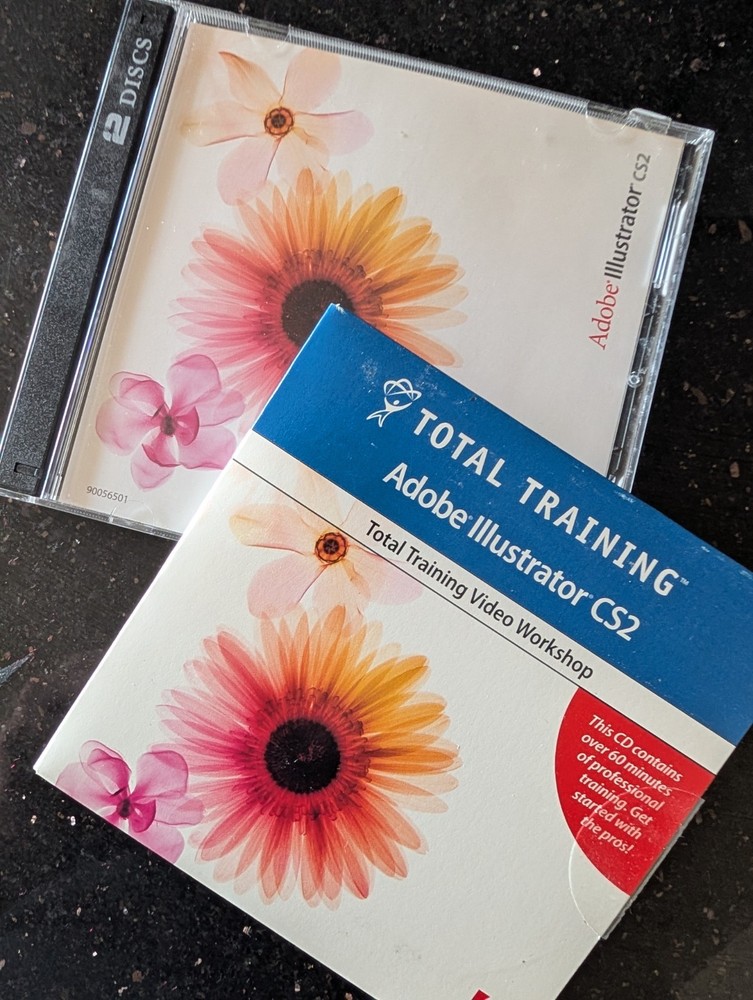 2 DISCS
Adobe® Illustrator® CS2
90056501
TOTAL TRAINING™
Adobe® Illustrator® CS2
Total Training Video Workshop
This CD contains
over 60 minutes
of professional
training. Get
started with
the pros!